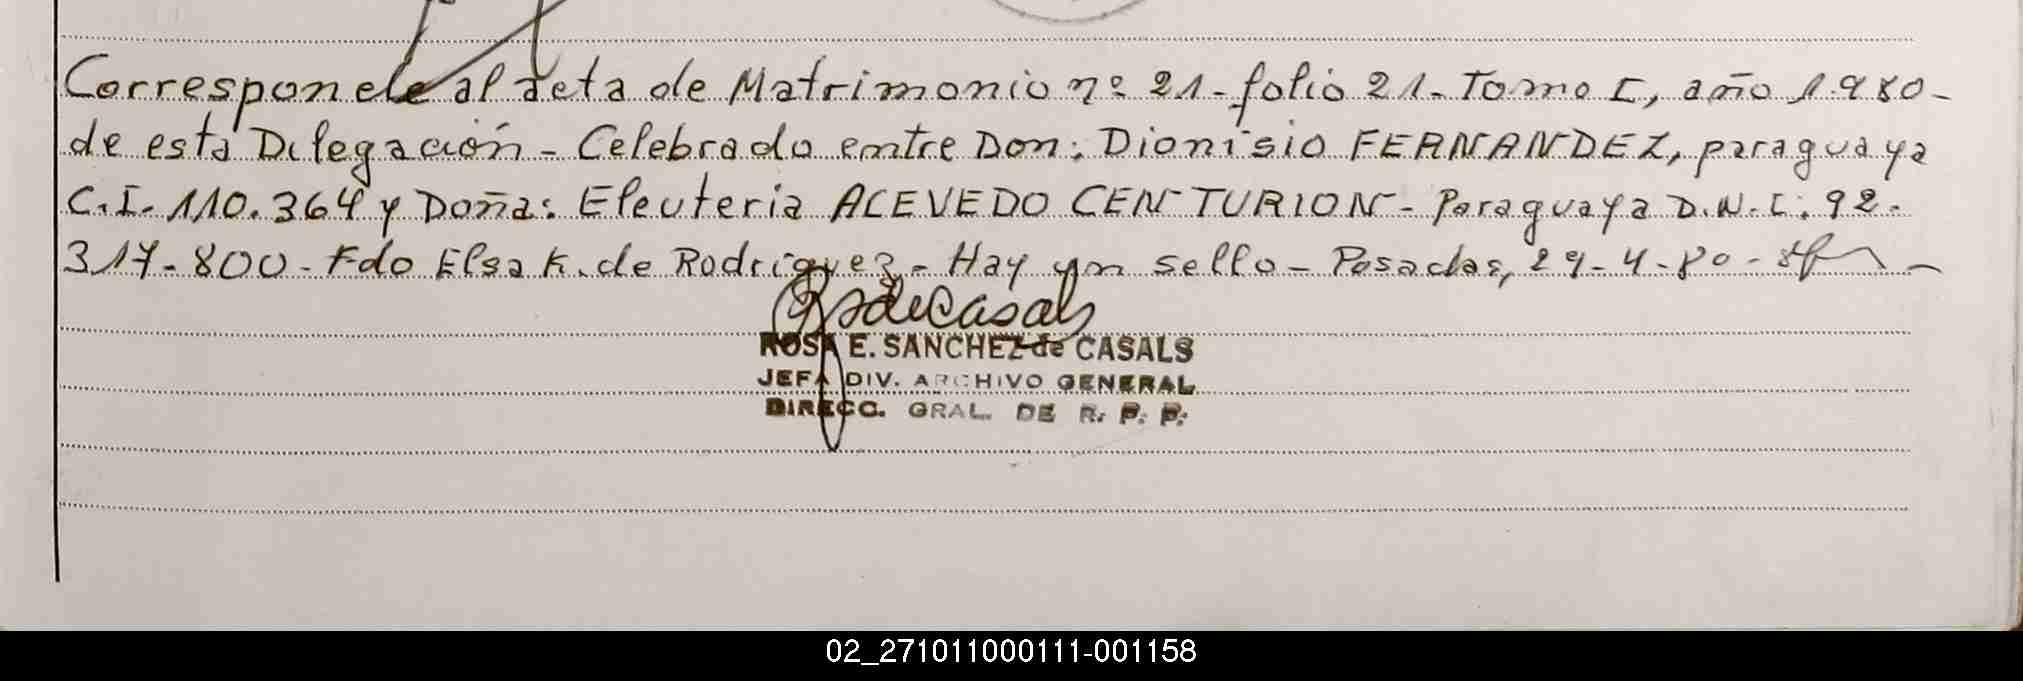 Corresponde al acta de Matrimonio nº 21- folio 21- Tomo I, año 1.980-
de esta Delegación - Celebrado entre Don: Dionisio FERNANDEZ, paraguaya
C.I. 110.364 y Doña: Eleuteria ACEVEDO CENTURION - Paraguaya D.N.I. 92.
317-800 - Fdo Elsa K. de Rodriguez - Hay un sello - Posadas, 29-4-80 -
RSdeCasals
ROSA E. SANCHEZ de CASALS
JEFA DIV. ARCHIVO GENERAL
DIRECC. GRAL. DE R. P. P.
02_271011000111-001158